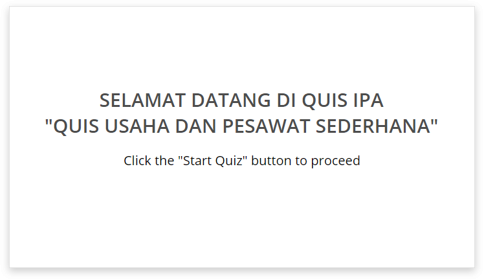 SELAMAT DATANG DI QUIS IPA
"QUIS USAHA DAN PESAWAT SEDERHANA"
Click the "Start Quiz" button to proceed